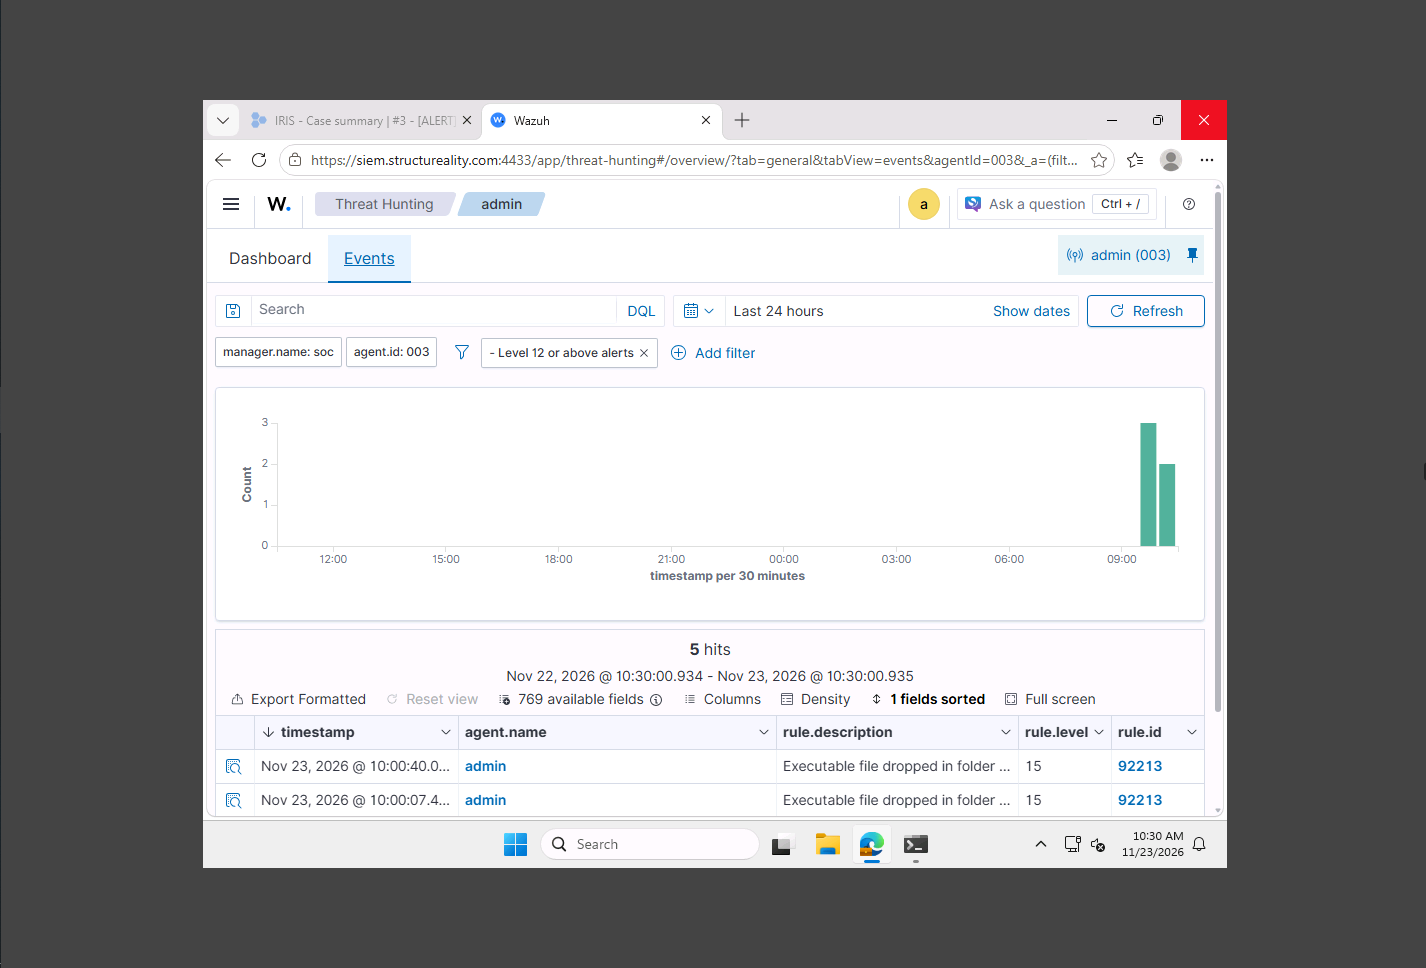 IRIS - Case summary | #3 - [ALERT]
Wazuh
https://siem.structureality.com:4433/app/threat-hunting#/overview/?tab=general&tabView=events&agentId=003&_a=(filt...
W.
Threat Hunting
admin
a
Ask a question
Ctrl + /
Dashboard
Events
admin (003)
Search
DQL
Last 24 hours
Show dates
Refresh
manager.name: soc
agent.id: 003
- Level 12 or above alerts
Add filter
3
2
1
0
Count
12:00
15:00
18:00
21:00
00:00
03:00
06:00
09:00
timestamp per 30 minutes
5 hits
Nov 22, 2026 @ 10:30:00.934 - Nov 23, 2026 @ 10:30:00.935
Export Formatted
Reset view
769 available fields
Columns
Density
1 fields sorted
Full screen
timestamp
agent.name
rule.description
rule.level
rule.id
Nov 23, 2026 @ 10:00:40.0...
admin
Executable file dropped in folder ...
15
92213
Nov 23, 2026 @ 10:00:07.4...
admin
Executable file dropped in folder ...
15
92213
Search
10:30 AM
11/23/2026